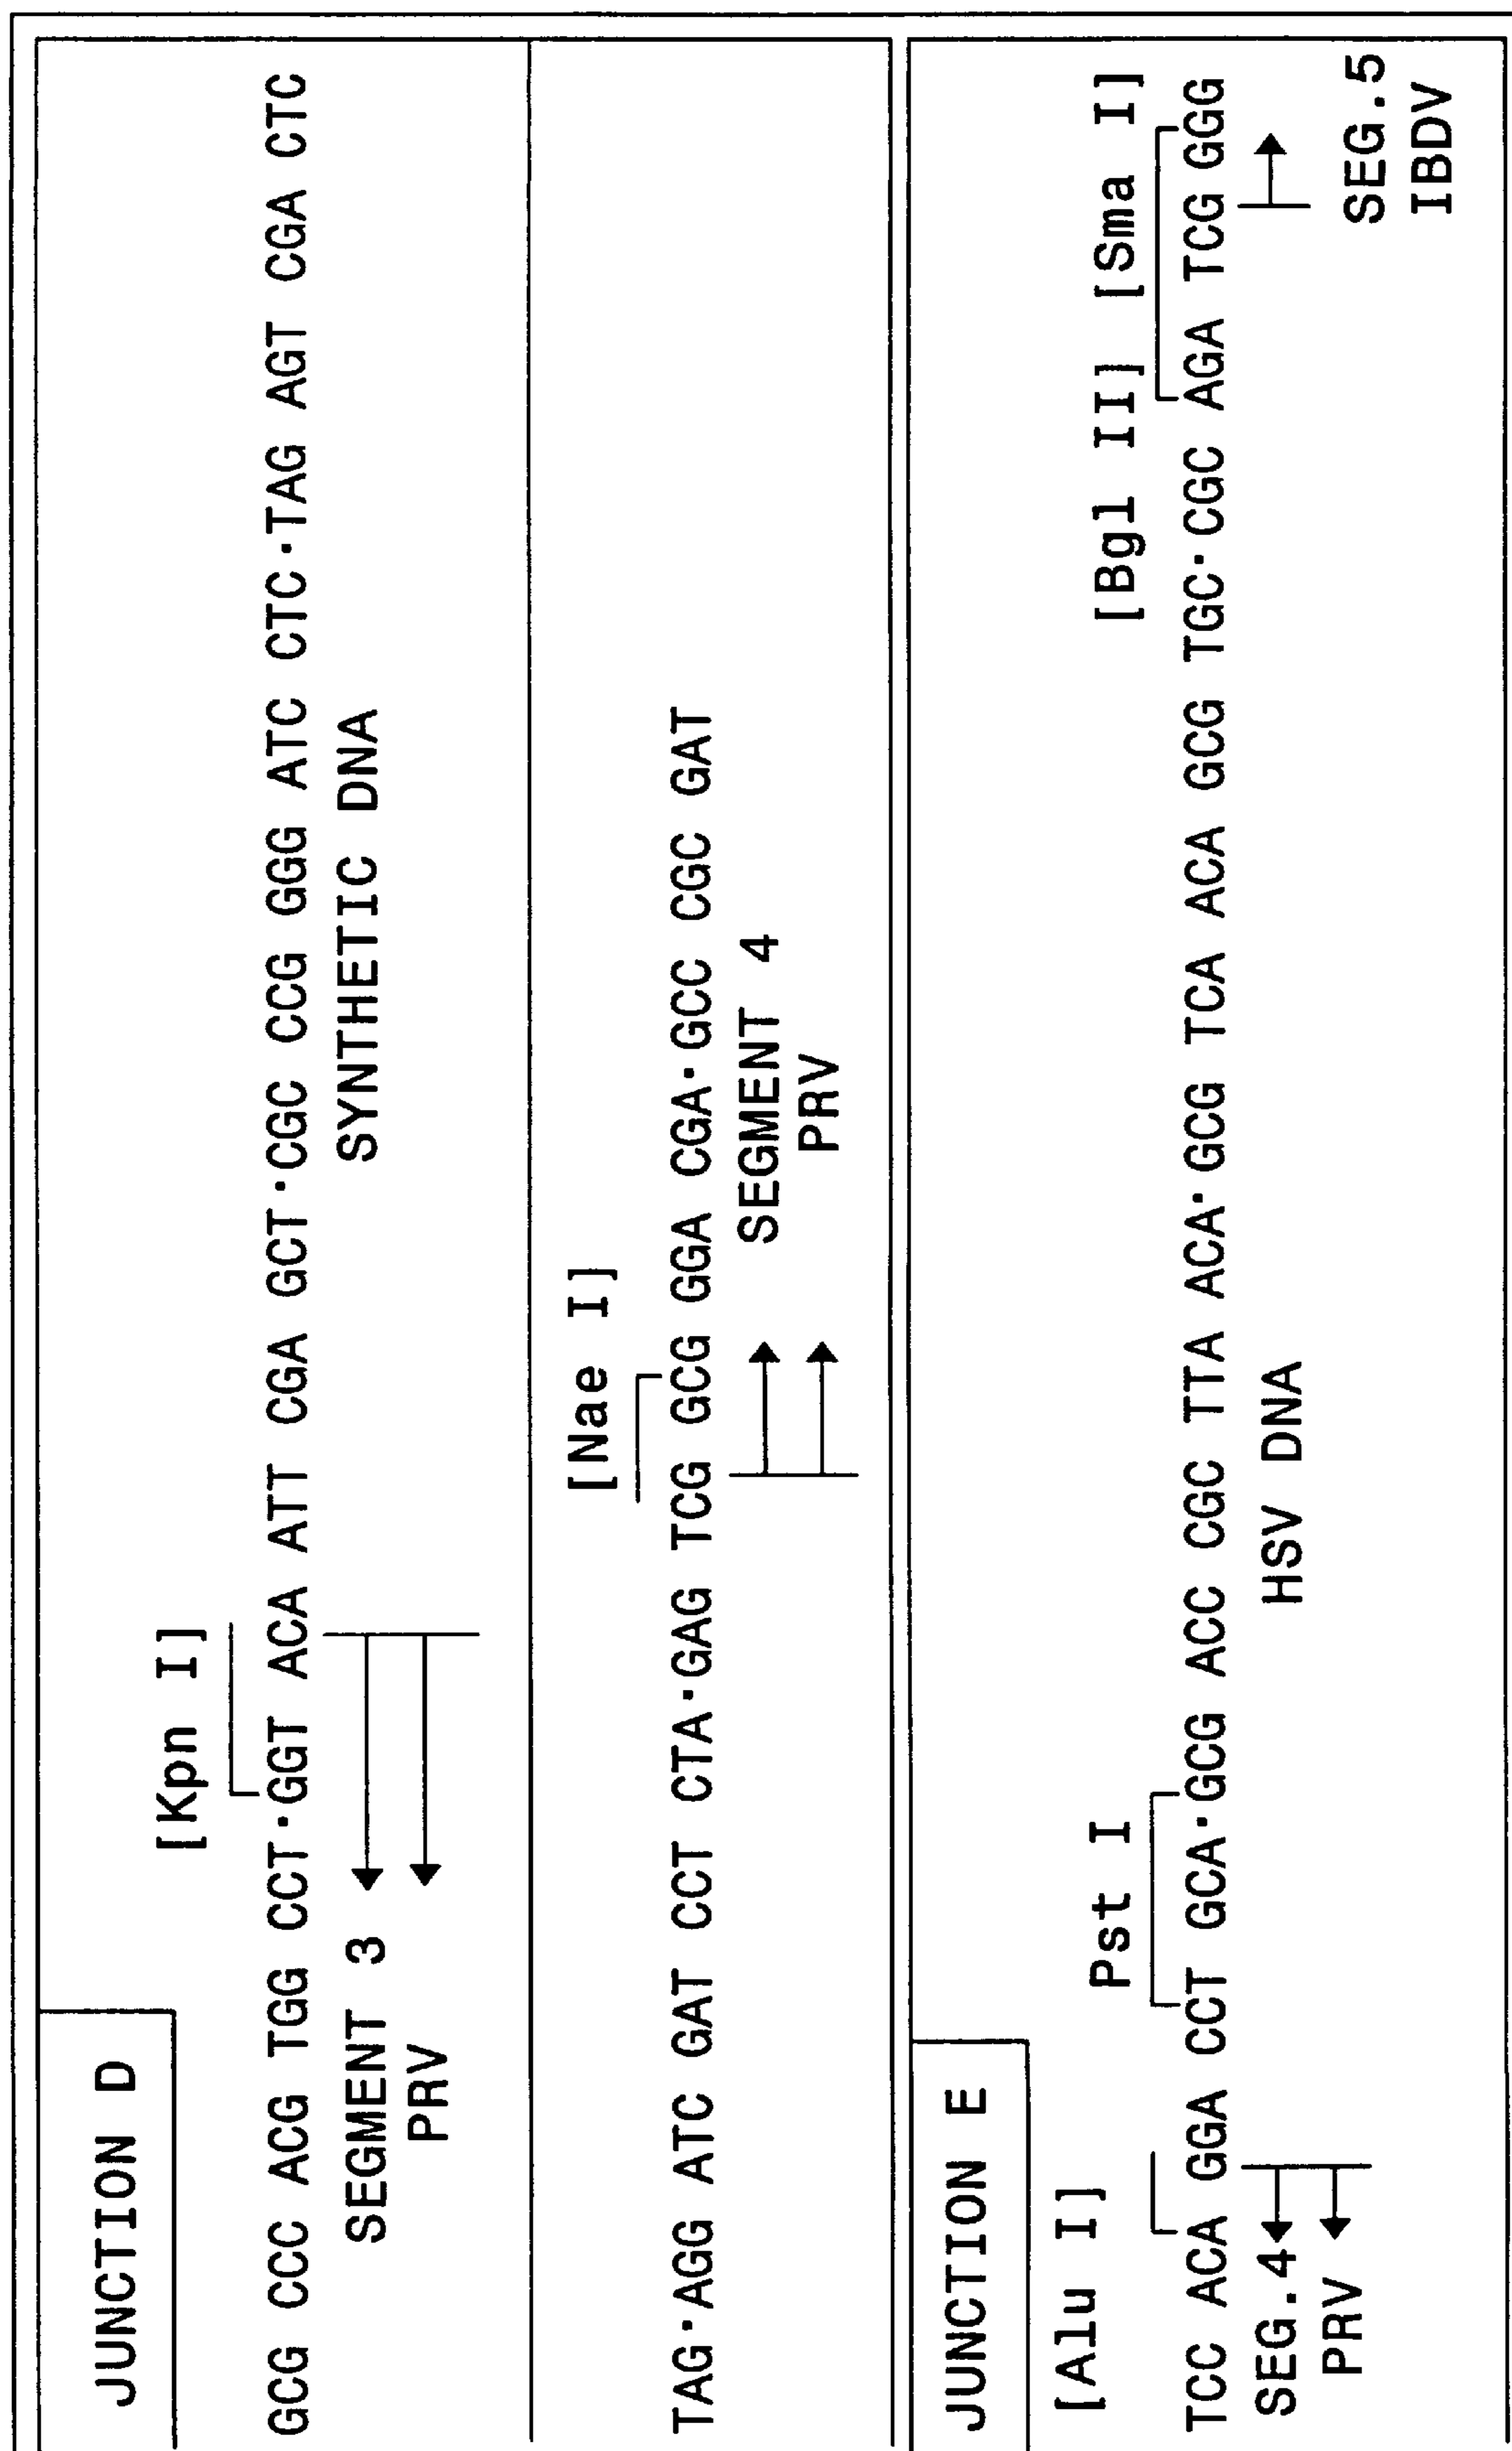 JUNCTION D
[Kpn I]
GCG CCC ACG TGG CCT·GGT ACA ATT CGA GCT·CGC CCG GGG ATC CTC·TAG AGT CGA CTC
SEGMENT 3
PRV
SYNTHETIC DNA
[Nae I]
TAG·AGG ATC GAT CCT CTA·GAG TCG GCG GGA CGA·GCC CGC GAT
SEGMENT 4
PRV
JUNCTION E
[Alu I] Pst I [Bgl II] [Sma I]
TCC ACA GGA CCT GCA·GCG ACC CGC TTA ACA·GCG TCA ACA GCG TGC·CGC AGA TCG GGG
SEG.4
PRV
HSV DNA
SEG.5
IBDV